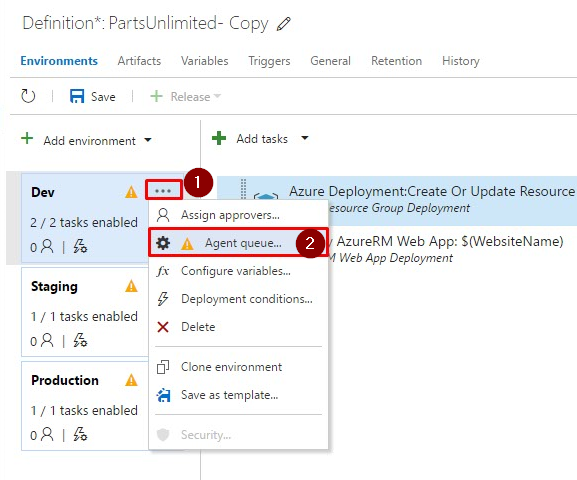 Definition*: PartsUnlimited- Copy
Environments Artifacts Variables Triggers General Retention History
Save Release
Add environment Add tasks
Dev 1
2 / 2 tasks enabled
0
Azure Deployment:Create Or Update Resource
Resource Group Deployment
AzureRM Web App: $(WebsiteName)
Web App Deployment
Assign approvers...
Agent queue... 2
fx Configure variables...
Deployment conditions...
Delete
Clone environment
Save as template...
Security...
Staging
1 / 1 tasks enabled
0
Production
1 / 1 tasks enabled
0